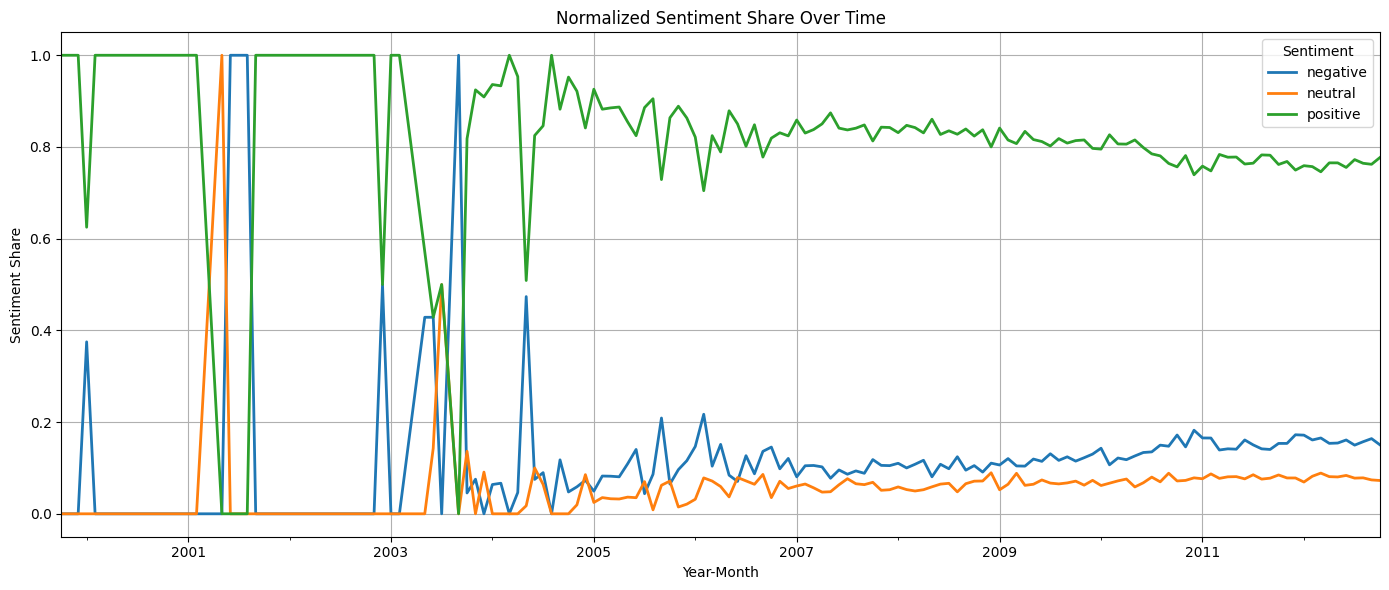 Normalized Sentiment Share Over Time
Sentiment
negative
neutral
positive
Sentiment Share
1.0
0.8
0.6
0.4
0.2
0.0
2001 2003 2005 2007 2009 2011
Year-Month